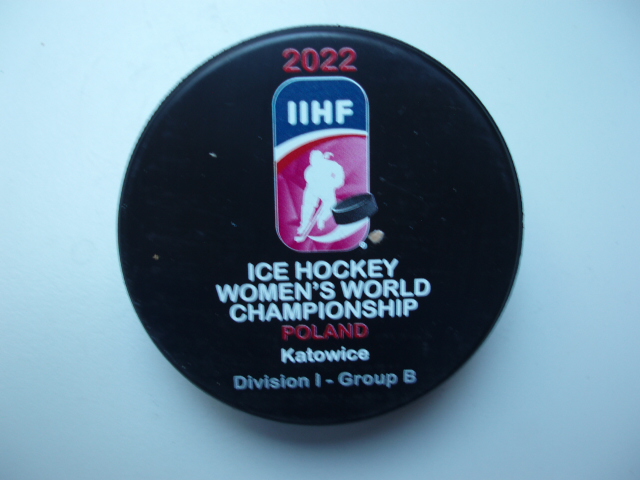 2022
IIHF
ICE HOCKEY
WOMEN'S WORLD
CHAMPIONSHIP
POLAND
Katowice
Division I - Group B